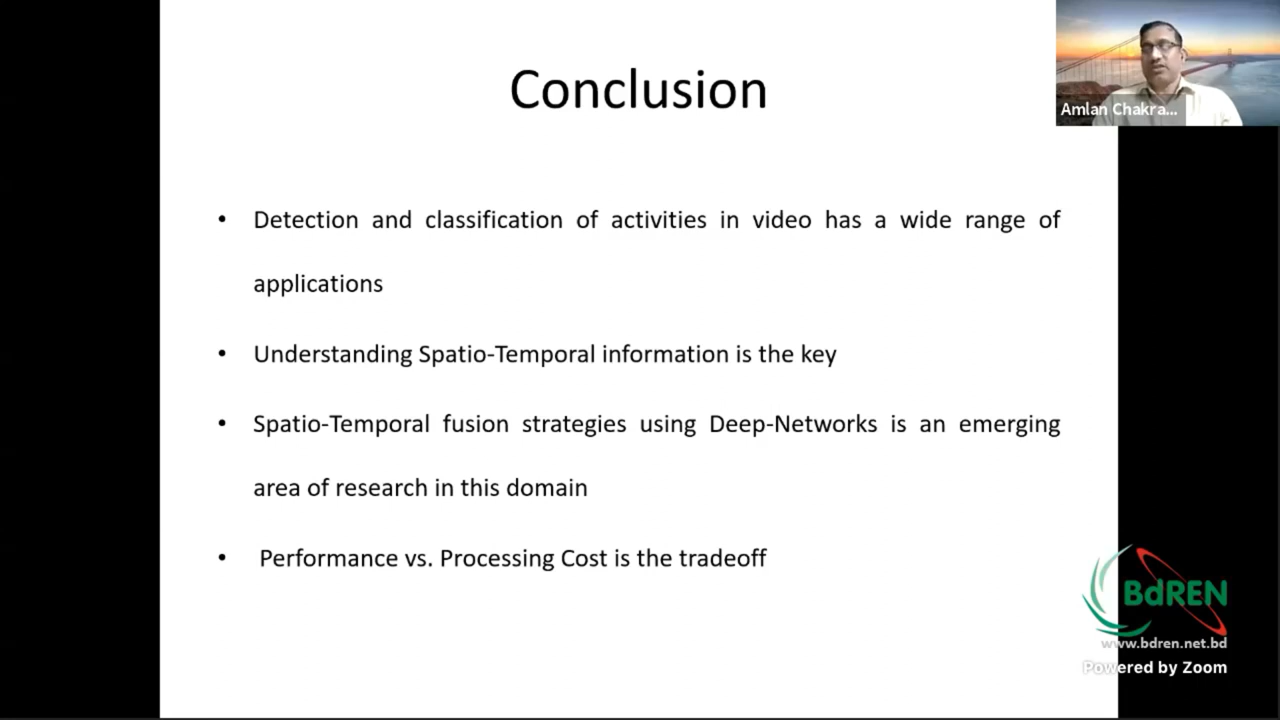 Conclusion
Amlan Chakra...
• Detection and classification of activities in video has a wide range of
applications
• Understanding Spatio-Temporal information is the key
• Spatio-Temporal fusion strategies using Deep-Networks is an emerging
area of research in this domain
• Performance vs. Processing Cost is the tradeoff
BdREN
www.bdren.net.bd
Powered by Zoom